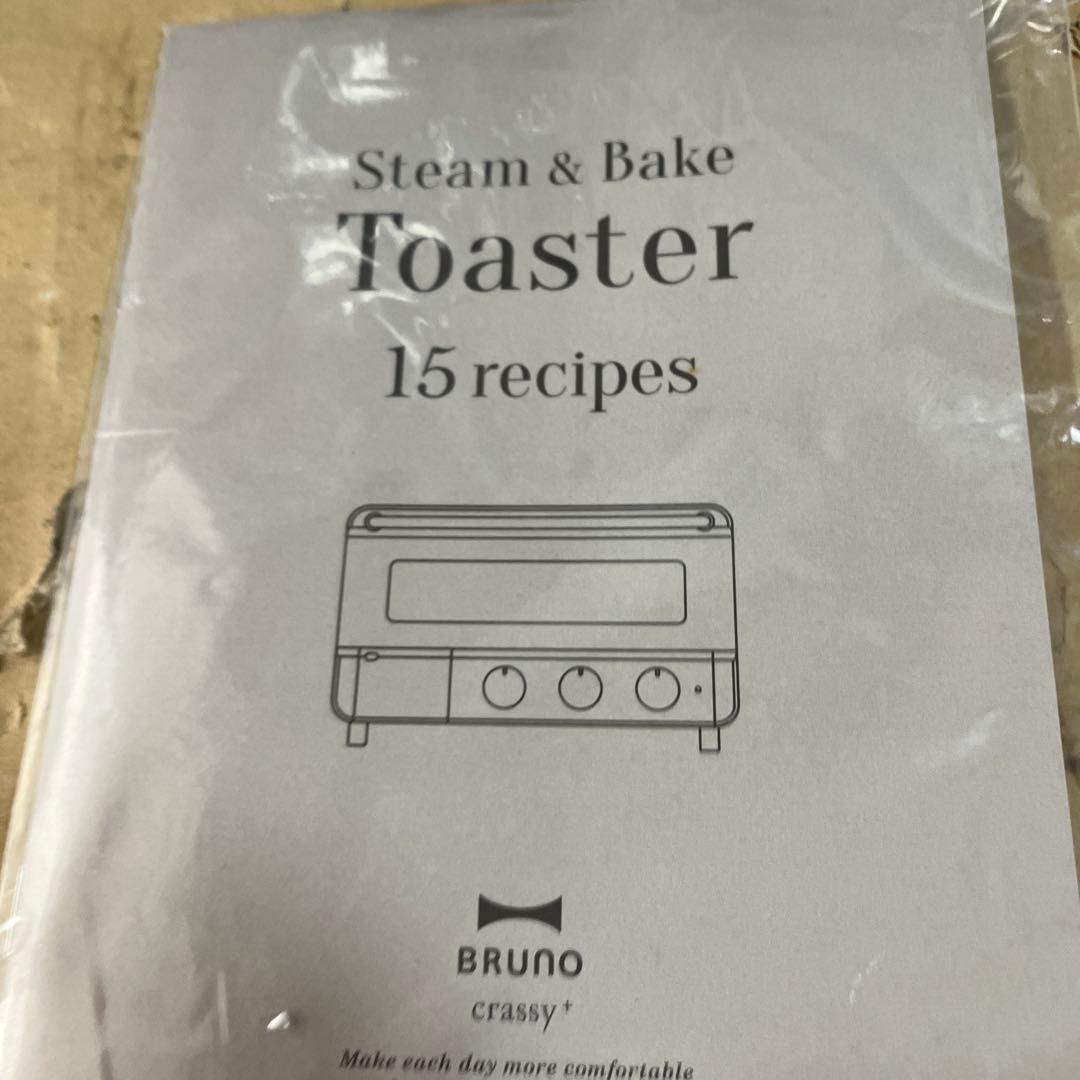 Steam & Bake
Toaster
15 recipes
BRUNO
crassy+
Make each day more comfortable